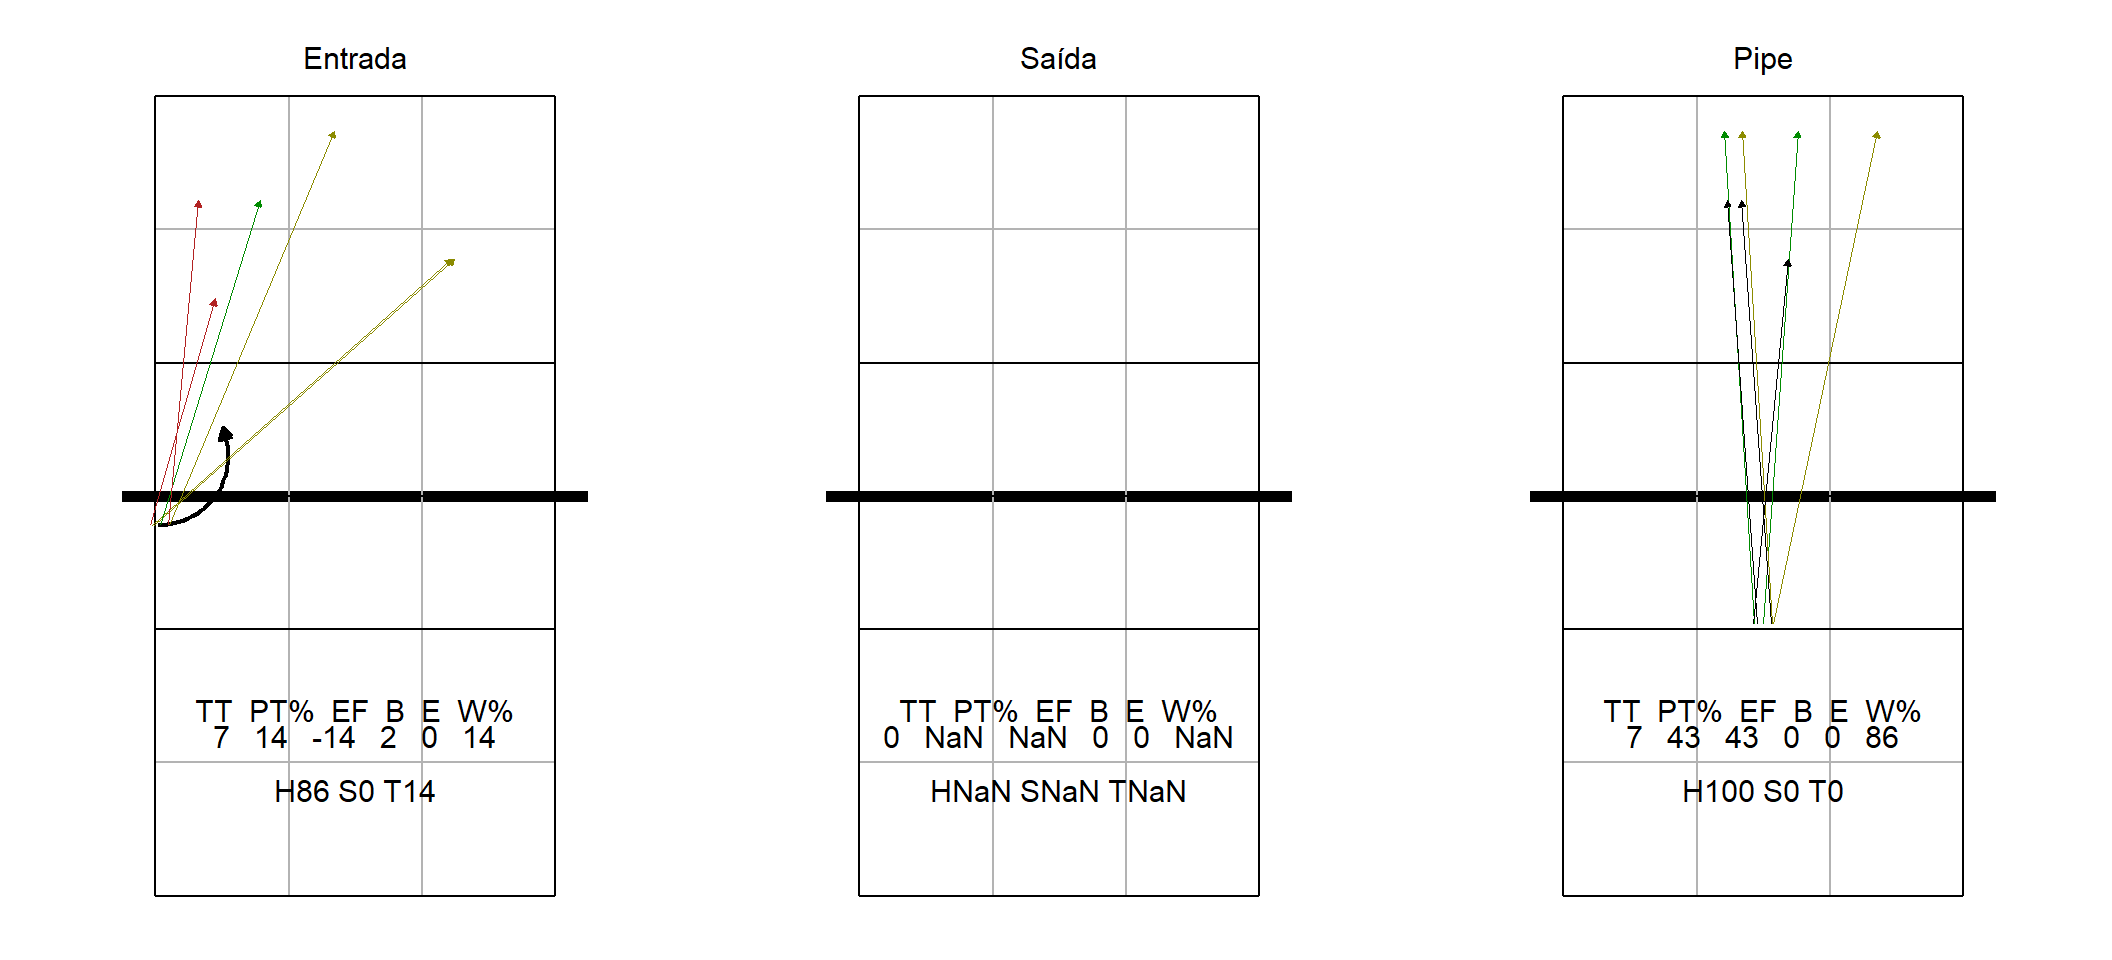 Entrada
TT PT% EF B E W%
7 14 -14 2 0 14
H86 S0 T14
Saída
TT PT% EF B E W%
0 NaN NaN 0 0 NaN
HNaN SNaN TNaN
Pipe
TT PT% EF B E W%
7 43 43 0 0 86
H100 S0 T0